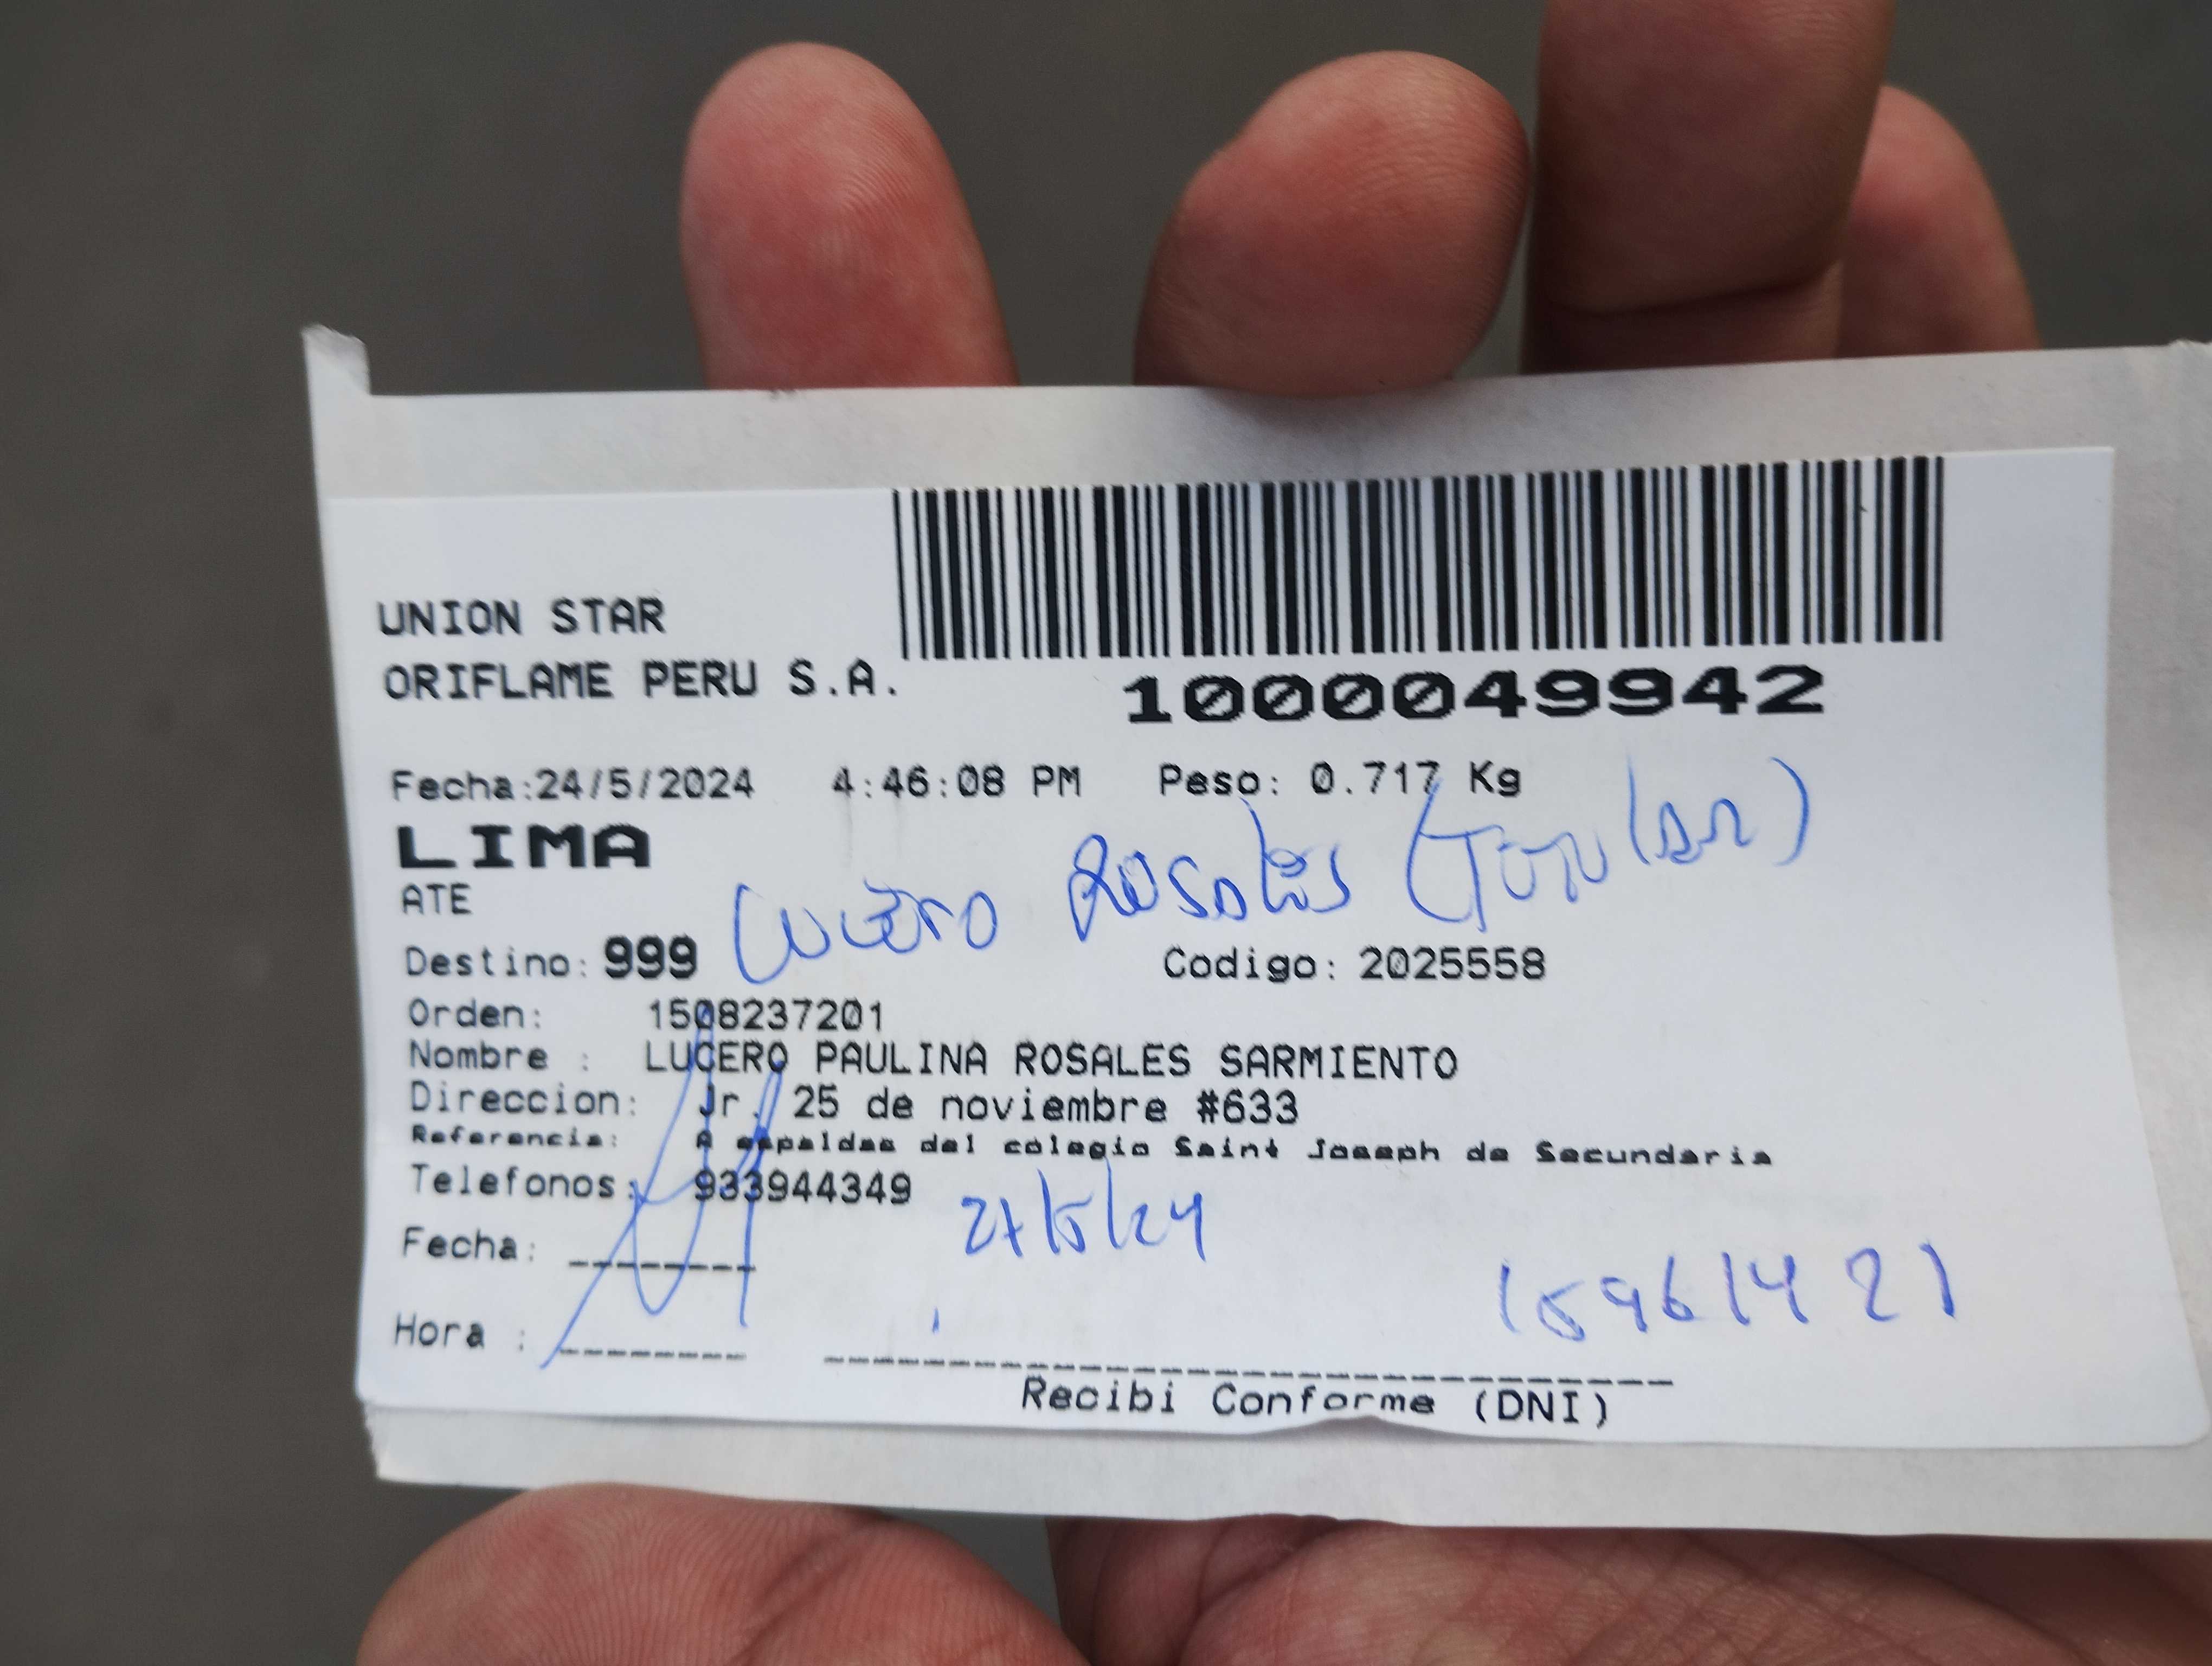 UNION STAR
ORIFLAME PERU S.A.
1000049942
Fecha:24/5/2024 4:46:08 PM Peso: 0.717 Kg
LIMA
ATE
Lucero Rosales (Titular)
Destino: 999 Codigo: 2025558
Orden: 1508237201
Nombre : LUCERO PAULINA ROSALES SARMIENTO
Direccion: Jr. 25 de noviembre #633
Referencia: A espaldas del colegio Saint Joseph de Secundaria
Telefonos: 933944349
27/5/24
Fecha:
15961421
Hora :
Recibi Conforme (DNI)